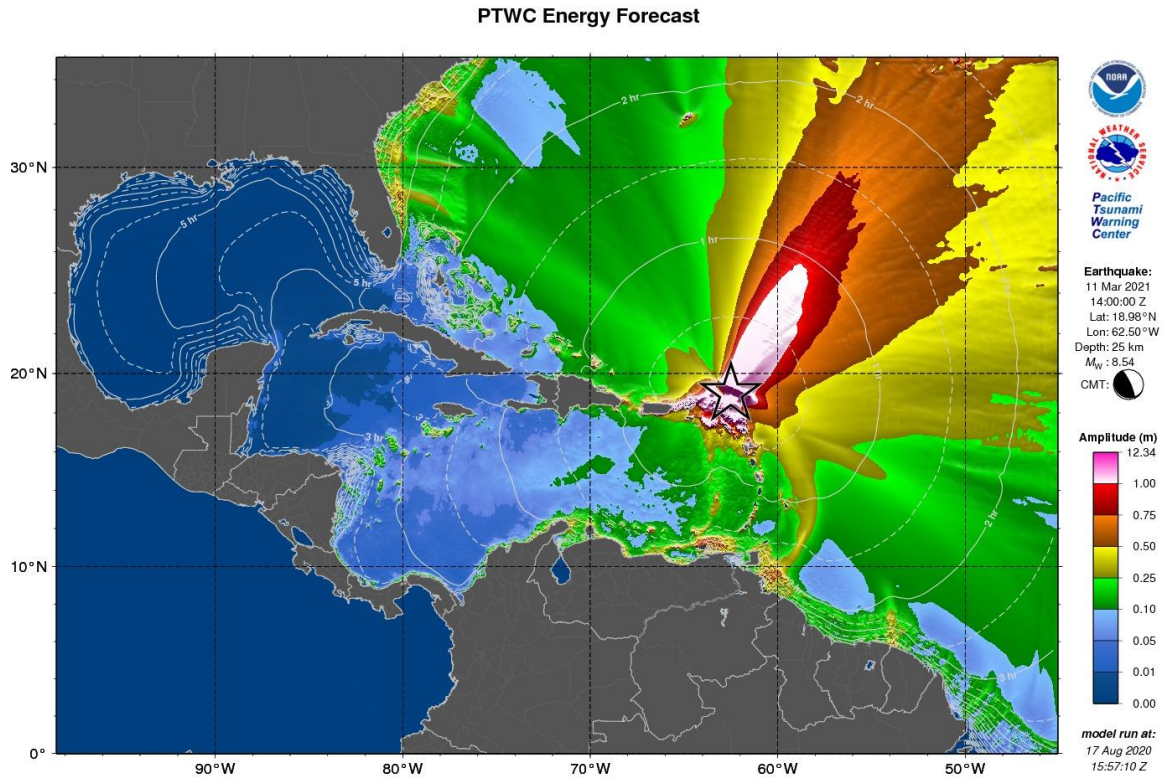 PTWC Energy Forecast
30°N
20°N
10°N
0°
90°W
80°W
70°W
60°W
50°W
2 hr
1 hr
5 hr
5 hr
3 hr
1 hr
2 hr
3 hr
NOAA
NATIONAL WEATHER SERVICE
Pacific
Tsunami
Warning
Center
Earthquake:
11 Mar 2021
14:00:00 Z
Lat: 18.98°N
Lon: 62.50°W
Depth: 25 km
MW : 8.54
CMT:
Amplitude (m)
12.34
1.00
0.75
0.50
0.25
0.10
0.05
0.01
0.00
model run at:
17 Aug 2020
15:57:10 Z